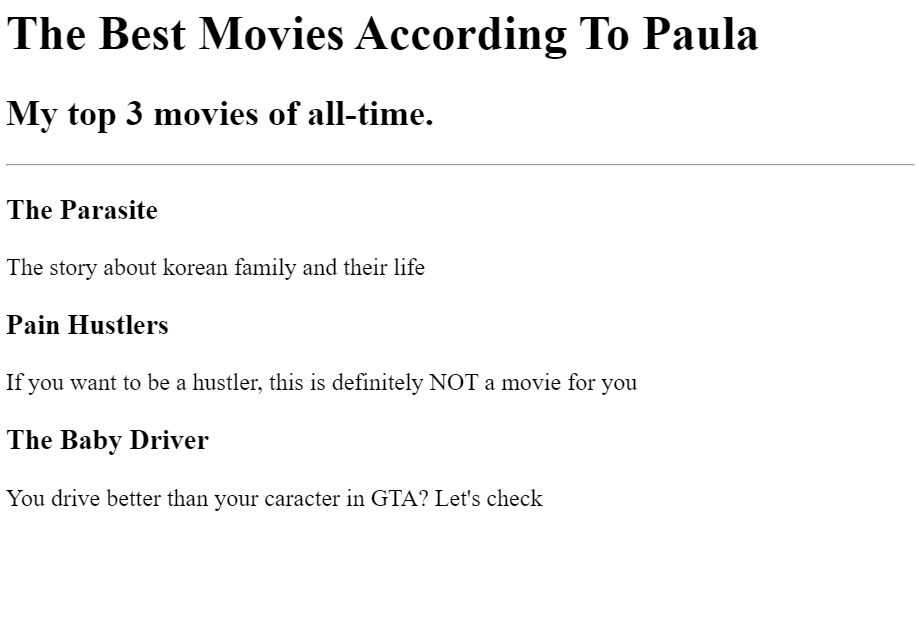 The Best Movies According To Paula
My top 3 movies of all-time.
The Parasite
The story about korean family and their life
Pain Hustlers
If you want to be a hustler, this is definitely NOT a movie for you
The Baby Driver
You drive better than your caracter in GTA? Let's check